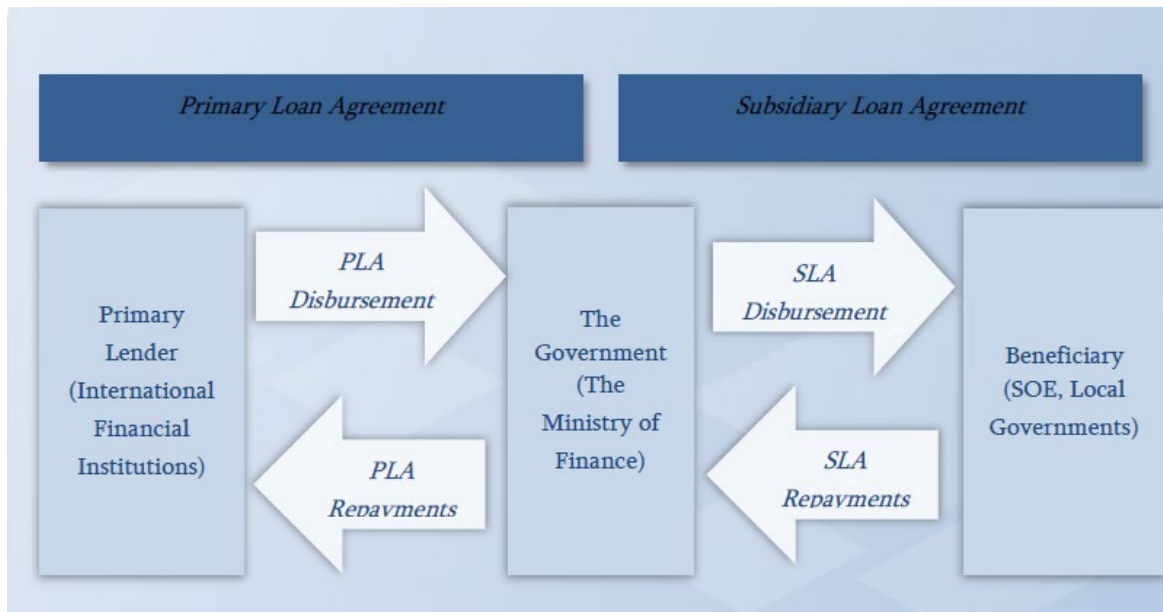 Primary Loan Agreement
Subsidiary Loan Agreement
Primary
Lender
(International
Financial
Institutions)
PLA
Disbursement
PLA
Repayments
The
Government
(The
Ministry of
Finance)
SLA
Disbursement
SLA
Repayments
Beneficiary
(SOE, Local
Governments)